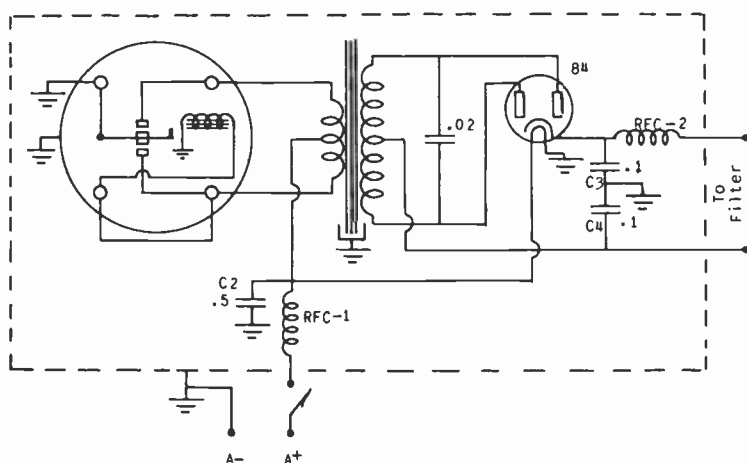 84
.02
RFC-2
.1
C3
C4
.1
To
Filter
C2
.5
RFC-1
A-
A+